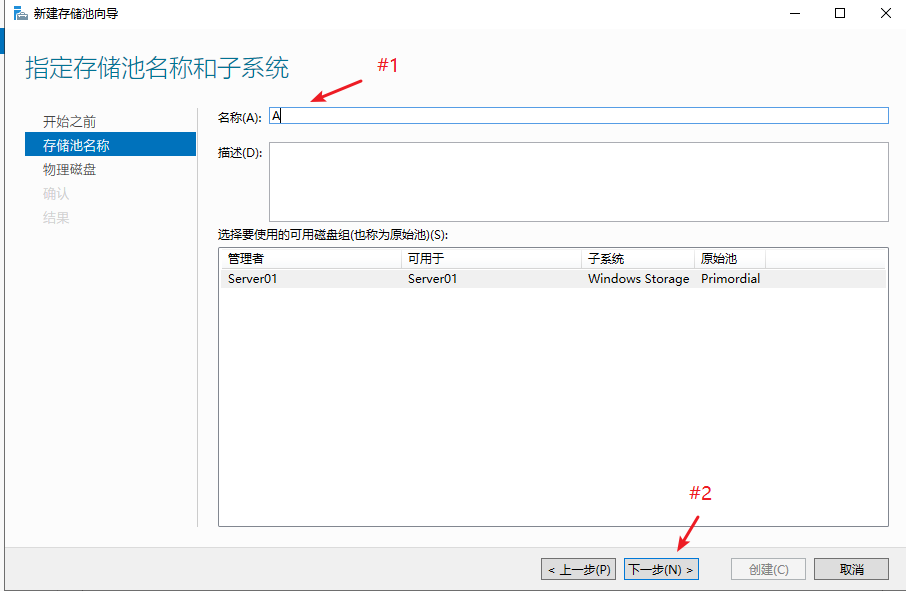 新建存储池向导
指定存储池名称和子系统
#1
开始之前
存储池名称
物理磁盘
确认
结果
名称(A): A
描述(D):
选择要使用的可用磁盘组(也称为原始池)(S):
管理者 可用于 子系统 原始池
Server01 Server01 Windows Storage Primordial
#2
< 上一步(P) 下一步(N) > 创建(C) 取消